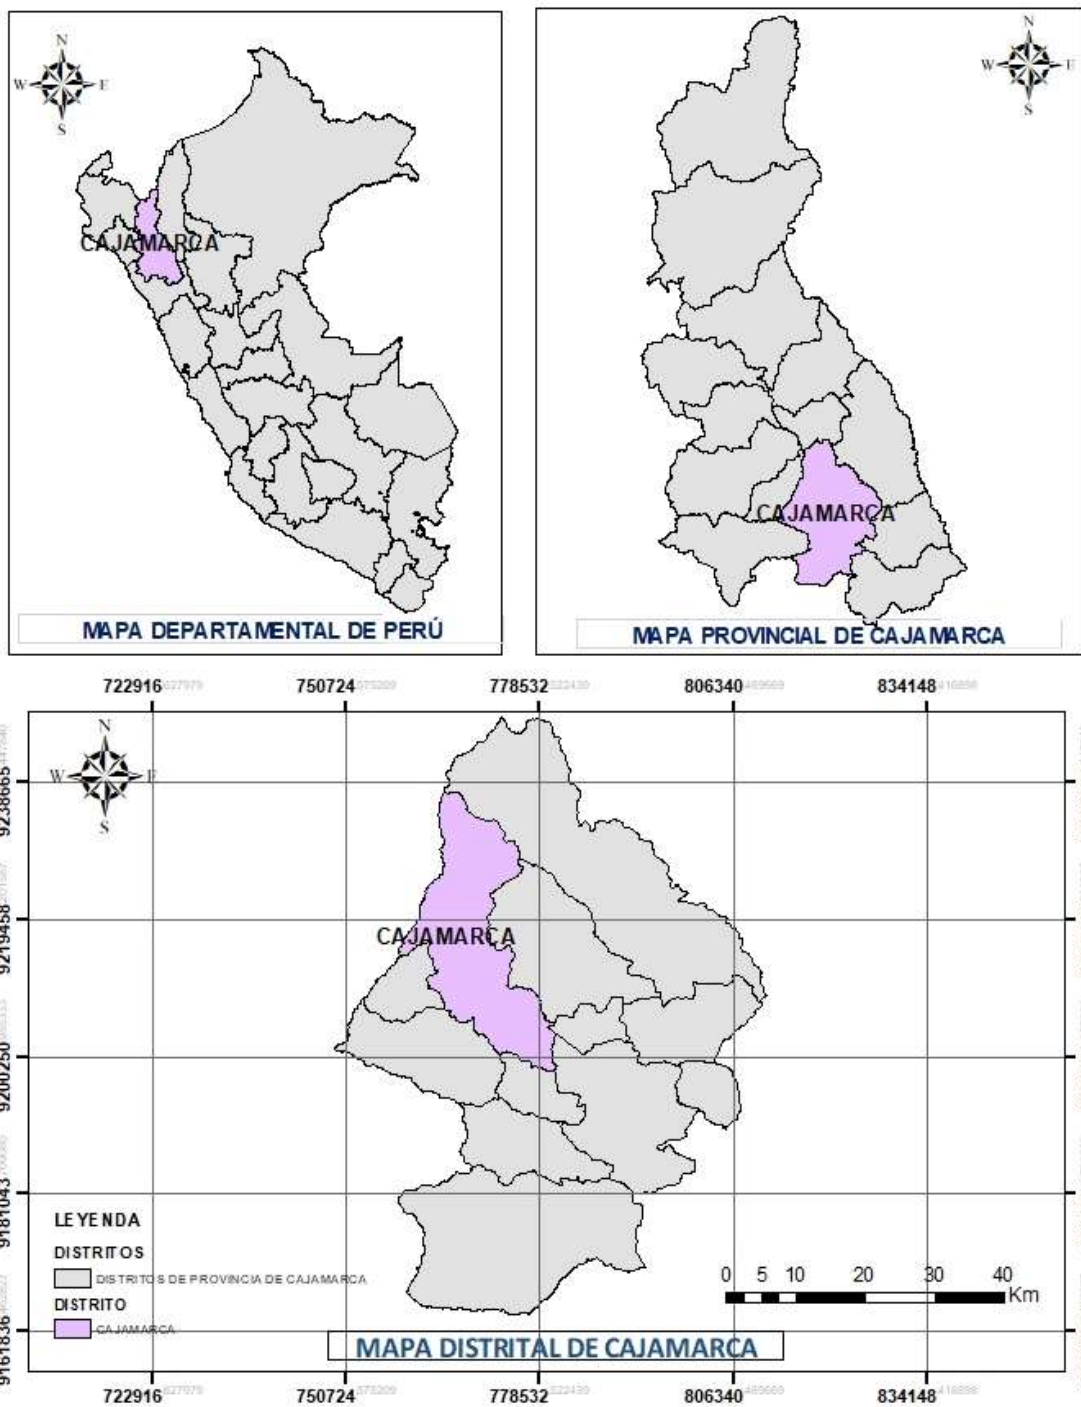 N
W E
S
CAJAMARCA
MAPA DEPARTAMENTAL DE PERÚ
N
W E
S
CAJAMARCA
MAPA PROVINCIAL DE CAJAMARCA
722916 750724 778532 806340 834148
N
W E
S
9238665
9219458
9200250
9181043
9161836
CAJAMARCA
LEYENDA
DISTRITOS
DISTRITOS DE PROVINCIA DE CAJAMARCA
DISTRITO
CAJAMARCA
0 5 10 20 30 40
Km
MAPA DISTRITAL DE CAJAMARCA
722916 750724 778532 806340 834148